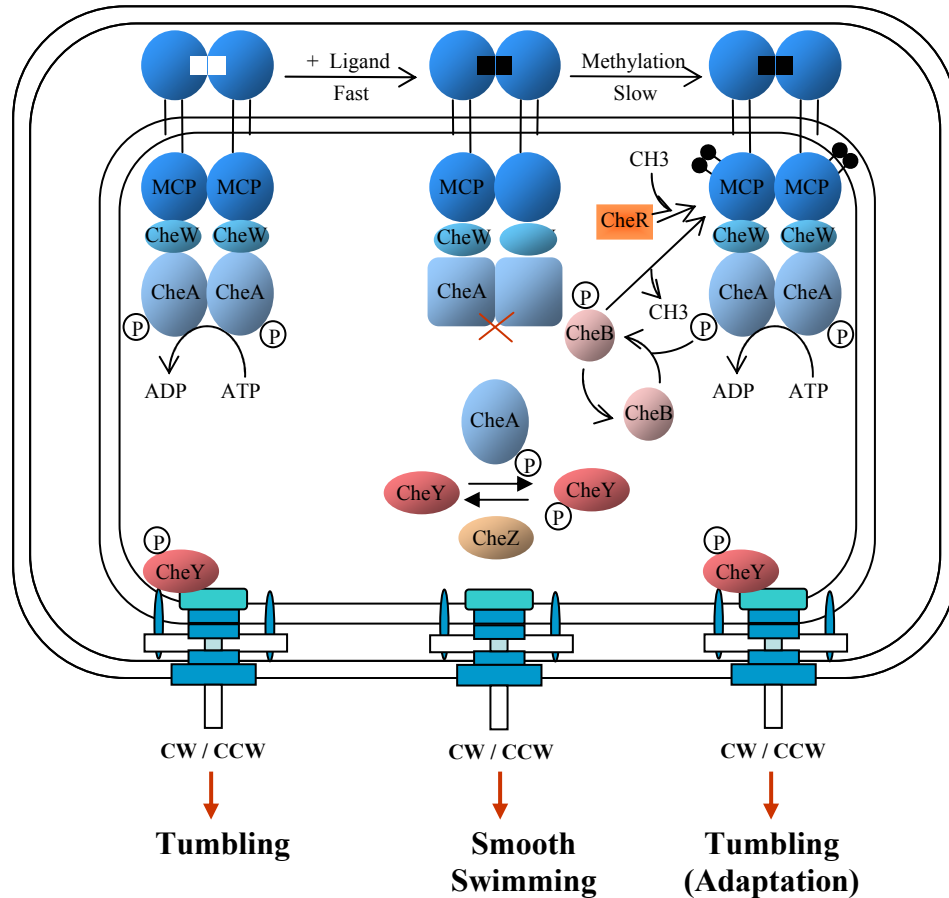 + Ligand
Fast
Methylation
Slow
MCP
MCP
CheW
CheW
CheA
CheA
P
P
ADP
ATP
CheW
CheA
CH3
CheR
P
CheB
CH3
CheB
MCP
MCP
CheW
CheW
CheA
CheA
P
P
ADP
ATP
CheA
P
CheY
CheY
P
CheZ
P
CheY
P
CheY
CW / CCW
CW / CCW
CW / CCW
Tumbling
Smooth
Swimming
Tumbling
(Adaptation)